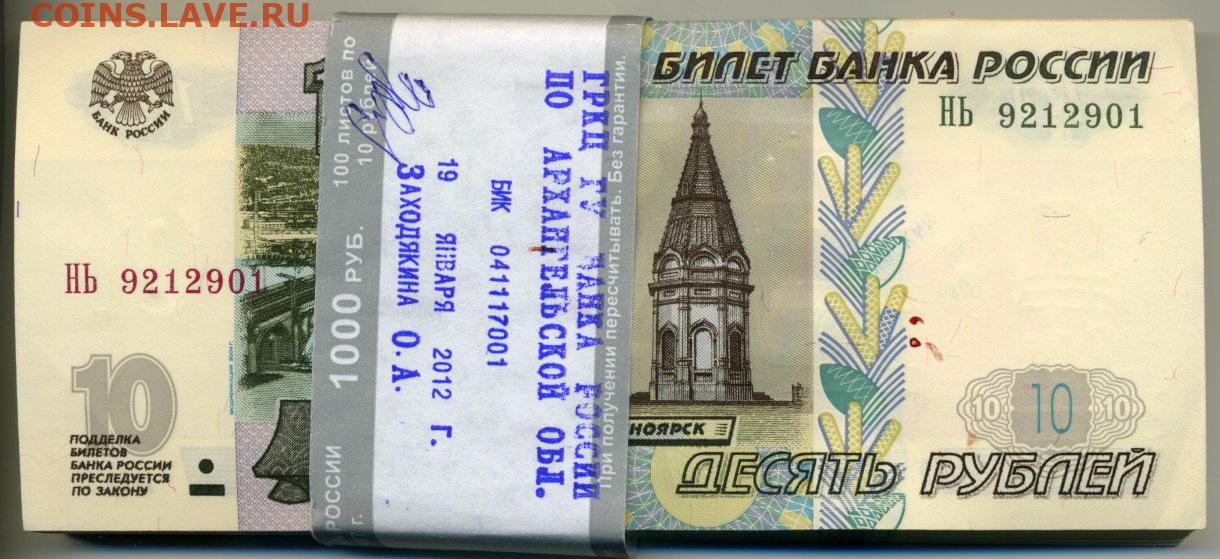 COINS.LAVE.RU
БАНК РОССИИ
НЬ 9212901
10
ПОДДЕЛКА
БИЛЕТОВ
БАНКА РОССИИ
ПРЕСЛЕДУЕТСЯ
ПО ЗАКОНУ
РОССИИ 1000 РУБ. 100 листов по
г. 10 рублей
ЗАХОДЯКИНА О.А.
19 ЯНВАРЯ 2012 г.
БИК 041117001
ПО АРХАНГЕЛЬСКОЙ ОБЛ.
ГРКЦ ГУ БАНКА РОССИИ
При получении пересчитывать. Без гарантии.
БИЛЕТ БАНКА РОССИИ
НЬ 9212901
НОЯРСК
10 10 10
ДЕСЯТЬ РУБЛЕЙ